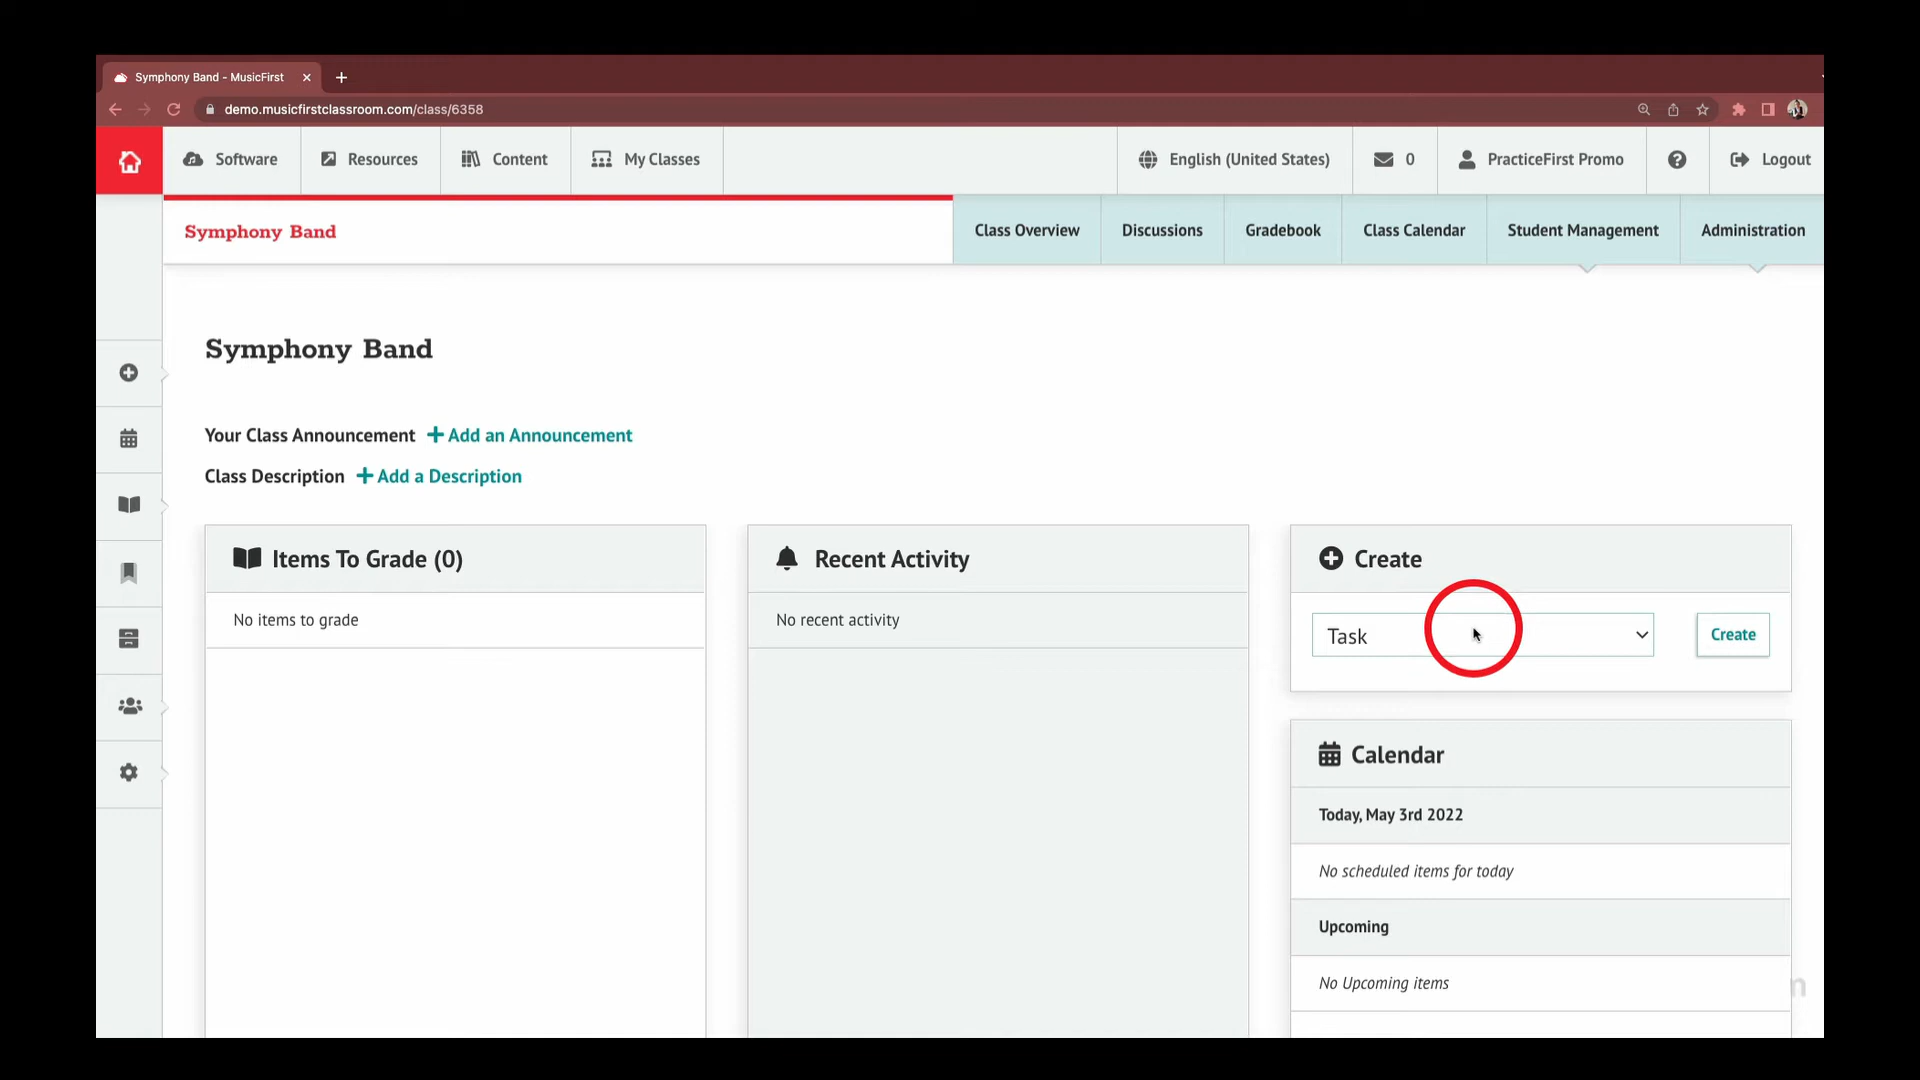 Symphony Band - MusicFirst
demo.musicfirstclassroom.com/class/6358
Software
Resources
Content
My Classes
English (United States)
0
PracticeFirst Promo
Logout
Symphony Band
Class Overview
Discussions
Gradebook
Class Calendar
Student Management
Administration
Symphony Band
Your Class Announcement + Add an Announcement
Class Description + Add a Description
Items To Grade (0)
No items to grade
Recent Activity
No recent activity
Create
Task
Create
Calendar
Today, May 3rd 2022
No scheduled items for today
Upcoming
No Upcoming items